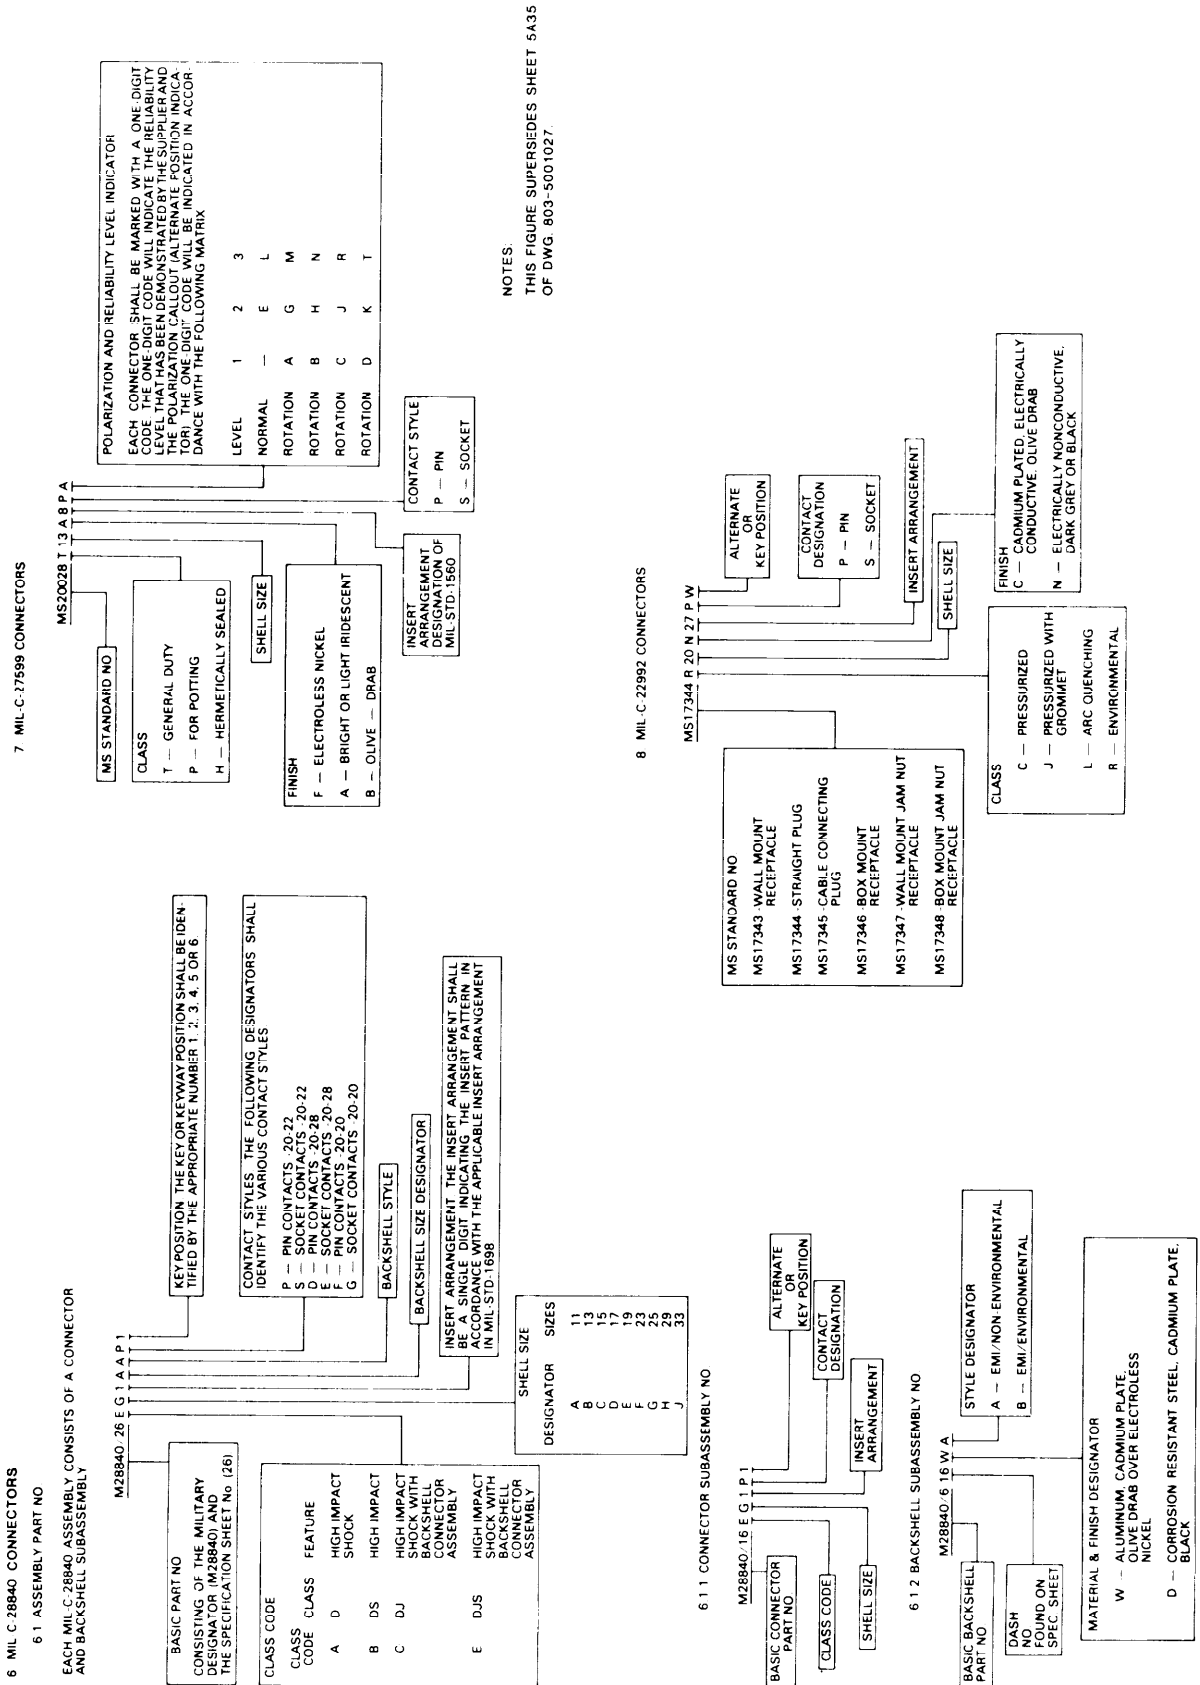 6 MIL C-28840 CONNECTORS
6 1 ASSEMBLY PART NO
EACH MIL-C-28840 ASSEMBLY CONSISTS OF A CONNECTOR
AND BACKSHELL SUBASSEMBLY
M28840/26 E G 1 A A P 1
BASIC PART NO
CONSISTING OF THE MILITARY
DESIGNATOR (M28840) AND
THE SPECIFICATION SHEET No (26)
CLASS CODE
CLASS
CODE CLASS FEATURE
A D HIGH IMPACT
SHOCK
B DS HIGH IMPACT
C DJ HIGH IMPACT
SHOCK WITH
BACKSHELL
CONNECTOR
ASSEMBLY
E DJS HIGH IMPACT
SHOCK WITH
BACKSHELL
CONNECTOR
ASSEMBLY
KEY POSITION THE KEY OR KEYWAY POSITION SHALL BE IDEN-
TIFIED BY THE APPROPRIATE NUMBER 1, 2, 3, 4, 5 OR 6
CONTACT STYLES THE FOLLOWING DESIGNATORS SHALL
IDENTIFY THE VARIOUS CONTACT STYLES
P — PIN CONTACTS -20-22
S — SOCKET CONTACTS -20-22
D — PIN CONTACTS -20-28
E — SOCKET CONTACTS -20-28
F — PIN CONTACTS -20-20
G — SOCKET CONTACTS -20-20
BACKSHELL STYLE
BACKSHELL SIZE DESIGNATOR
INSERT ARRANGEMENT THE INSERT ARRANGEMENT SHALL
BE A SINGLE DIGIT INDICATING THE INSERT PATTERN IN
ACCORDANCE WITH THE APPLICABLE INSERT ARRANGEMENT
IN MIL-STD-1698
SHELL SIZE
DESIGNATOR SIZES
A 11
B 13
C 15
D 17
E 19
F 23
G 25
H 29
J 33
6 1 1 CONNECTOR SUBASSEMBLY NO
M28840/16 E G 1 P 1
BASIC CONNECTOR
PART NO
CLASS CODE
SHELL SIZE
ALTERNATE
OR
KEY POSITION
CONTACT
DESIGNATION
INSERT
ARRANGEMENT
6 1 2 BACKSHELL SUBASSEMBLY NO
M28840/6 16 W A
BASIC BACKSHELL
PART NO
DASH
NO
FOUND ON
SPEC SHEET
STYLE DESIGNATOR
A — EMI/NON-ENVIRONMENTAL
B — EMI/ENVIRONMENTAL
MATERIAL & FINISH DESIGNATOR
W — ALUMINUM, CADMIUM PLATE,
OLIVE DRAB OVER ELECTROLESS
NICKEL
D — CORROSION RESISTANT STEEL, CADMIUM PLATE,
BLACK
7 MIL-C-27599 CONNECTORS
MS20028 T 13 A 8 P A
MS STANDARD NO
CLASS
T — GENERAL DUTY
P — FOR POTTING
H — HERMETICALLY SEALED
SHELL SIZE
FINISH
F — ELECTROLESS NICKEL
A — BRIGHT OR LIGHT IRIDESCENT
B — OLIVE — DRAB
INSERT
ARRANGEMENT
DESIGNATION OF
MIL-STD-1560
CONTACT STYLE
P — PIN
S — SOCKET
POLARIZATION AND RELIABILITY LEVEL INDICATOR
EACH CONNECTOR SHALL BE MARKED WITH A ONE-DIGIT
CODE. THE ONE-DIGIT CODE WILL INDICATE THE RELIABILITY
LEVEL THAT HAS BEEN DEMONSTRATED BY THE SUPPLIER AND
THE POLARIZATION CALLOUT (ALTERNATE POSITION INDICA-
TOR) THE ONE-DIGIT CODE WILL BE INDICATED IN ACCOR-
DANCE WITH THE FOLLOWING MATRIX
LEVEL 1 2 3
NORMAL — E L
ROTATION A G M
ROTATION B H N
ROTATION C J R
ROTATION D K T
NOTES:
THIS FIGURE SUPERSEDES SHEET 5A35
OF DWG. 803-5001027.
8 MIL-C-22992 CONNECTORS
MS17344 R 20 N 27 P W
MS STANDARD NO
MS17343 -WALL MOUNT
RECEPTACLE
MS17344 -STRAIGHT PLUG
MS17345 -CABLE CONNECTING
PLUG
MS17346 -BOX MOUNT
RECEPTACLE
MS17347 -WALL MOUNT JAM NUT
RECEPTACLE
MS17348 -BOX MOUNT JAM NUT
RECEPTACLE
ALTERNATE
OR
KEY POSITION
CONTACT
DESIGNATION
P — PIN
S — SOCKET
INSERT ARRANGEMENT
SHELL SIZE
FINISH
C — CADMIUM PLATED, ELECTRICALLY
CONDUCTIVE, OLIVE DRAB
N — ELECTRICALLY NONCONDUCTIVE,
DARK GREY OR BLACK
CLASS
C — PRESSURIZED
J — PRESSURIZED WITH
GROMMET
L — ARC QUENCHING
R — ENVIRONMENTAL